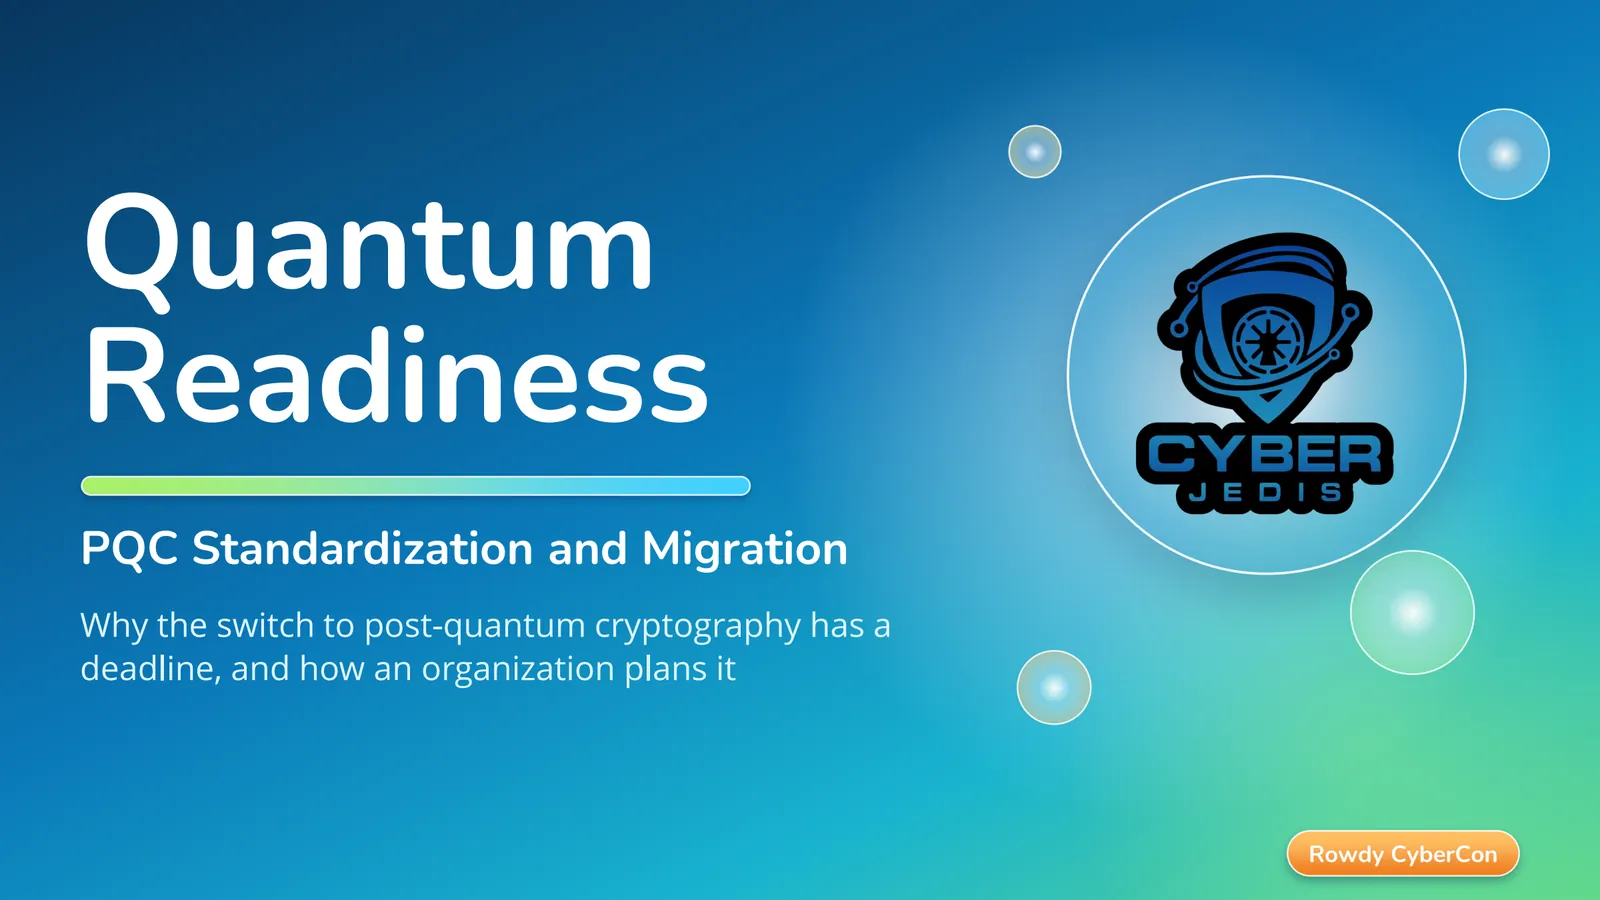 Quantum
Readiness
PQC Standardization and Migration
Why the switch to post-quantum cryptography has a
deadline, and how an organization plans it
CYBER
JEDIS
Rowdy CyberCon